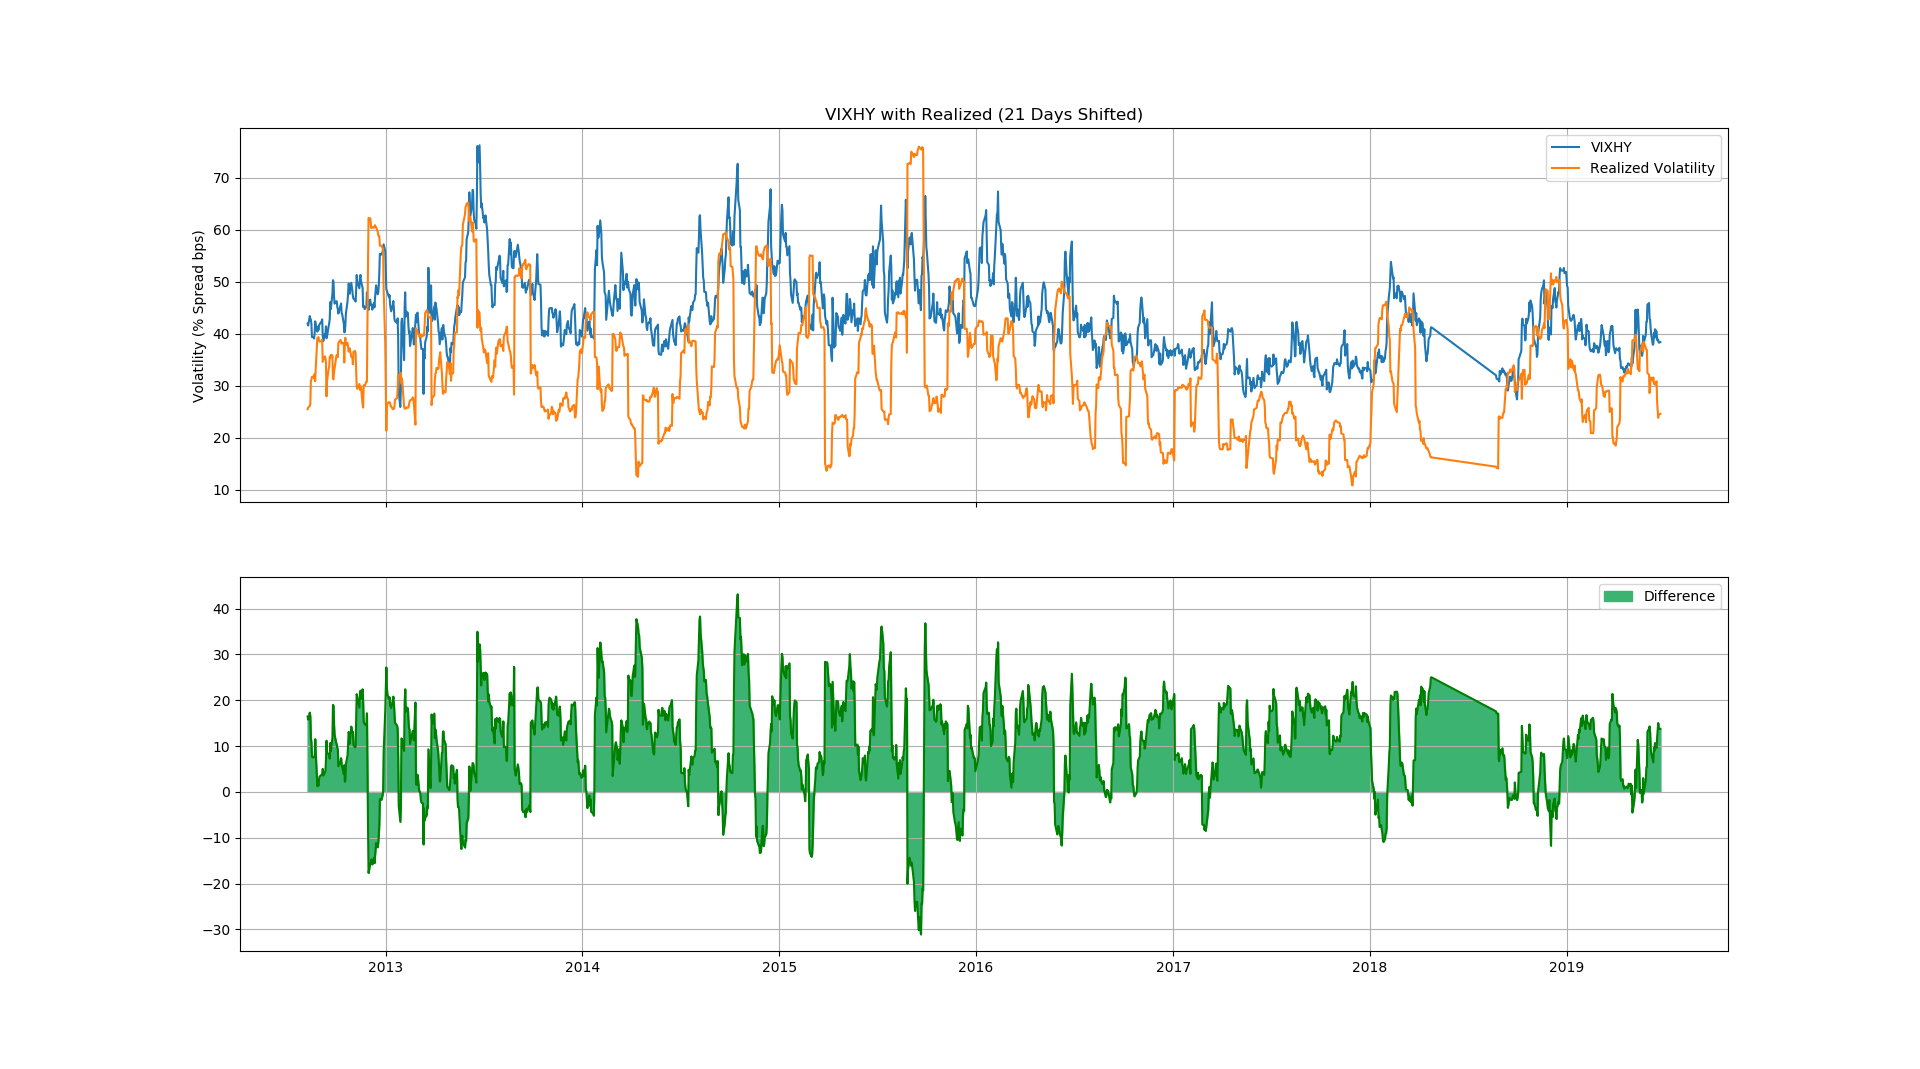 VIXHY with Realized (21 Days Shifted)
Volatility (% Spread bps)
70
60
50
40
30
20
10
VIXHY
Realized Volatility
40
30
20
10
0
−10
−20
−30
Difference
2013 2014 2015 2016 2017 2018 2019